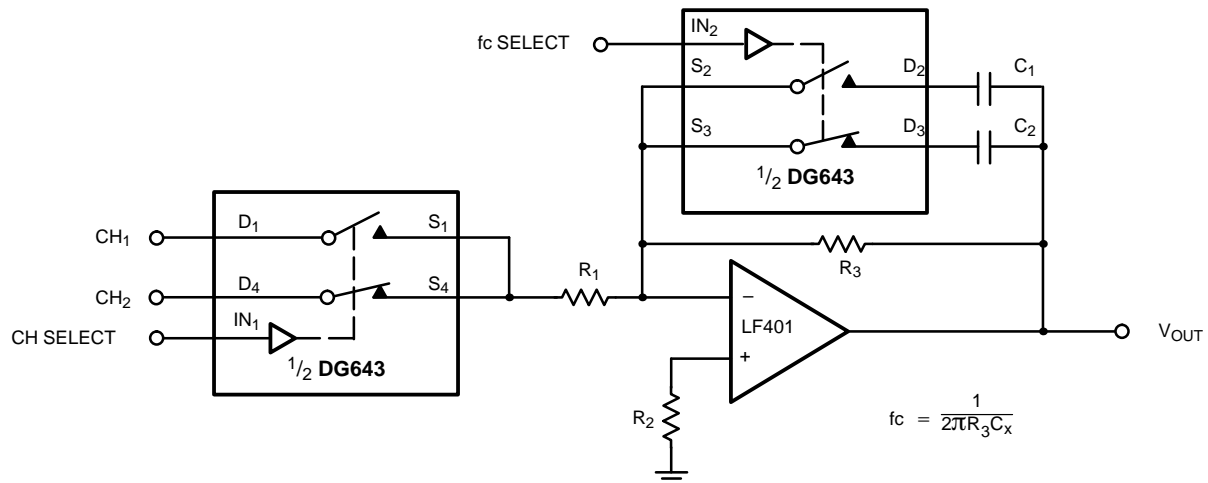 fc SELECT
IN2
S2
D2
C1
S3
D3
C2
1/2 DG643
CH1
D1
S1
CH2
D4
S4
CH SELECT
IN1
1/2 DG643
R1
R3
−
LF401
+
R2
VOUT
fc = 1/2πR3Cx